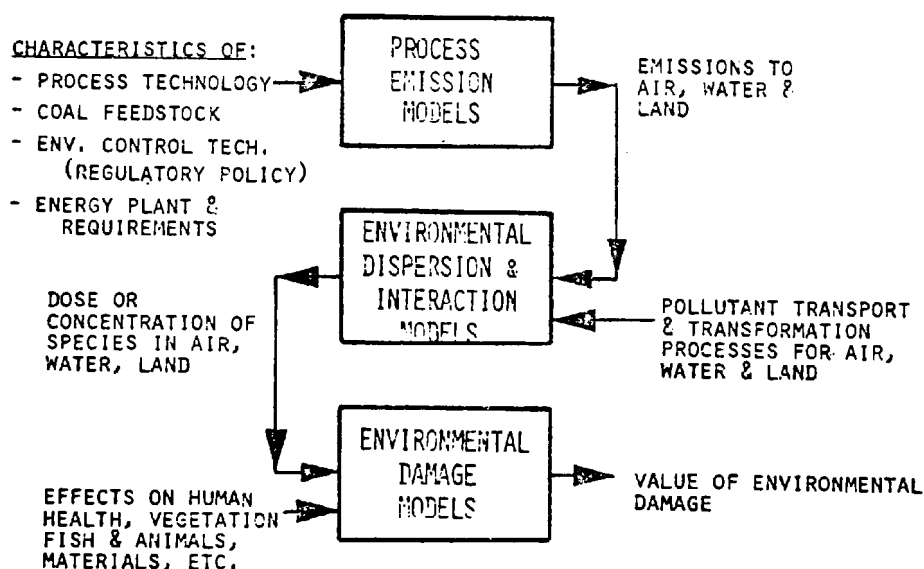 CHARACTERISTICS OF:
- PROCESS TECHNOLOGY
- COAL FEEDSTOCK
- ENV. CONTROL TECH.
(REGULATORY POLICY)
- ENERGY PLANT &
REQUIREMENTS
PROCESS
EMISSION
MODELS
EMISSIONS TO
AIR, WATER &
LAND
ENVIRONMENTAL
DISPERSION &
INTERACTION
MODELS
POLLUTANT TRANSPORT
& TRANSFORMATION
PROCESSES FOR AIR,
WATER & LAND
DOSE OR
CONCENTRATION OF
SPECIES IN AIR,
WATER, LAND
ENVIRONMENTAL
DAMAGE
MODELS
EFFECTS ON HUMAN
HEALTH, VEGETATION
FISH & ANIMALS,
MATERIALS, ETC.
VALUE OF ENVIRONMENTAL
DAMAGE